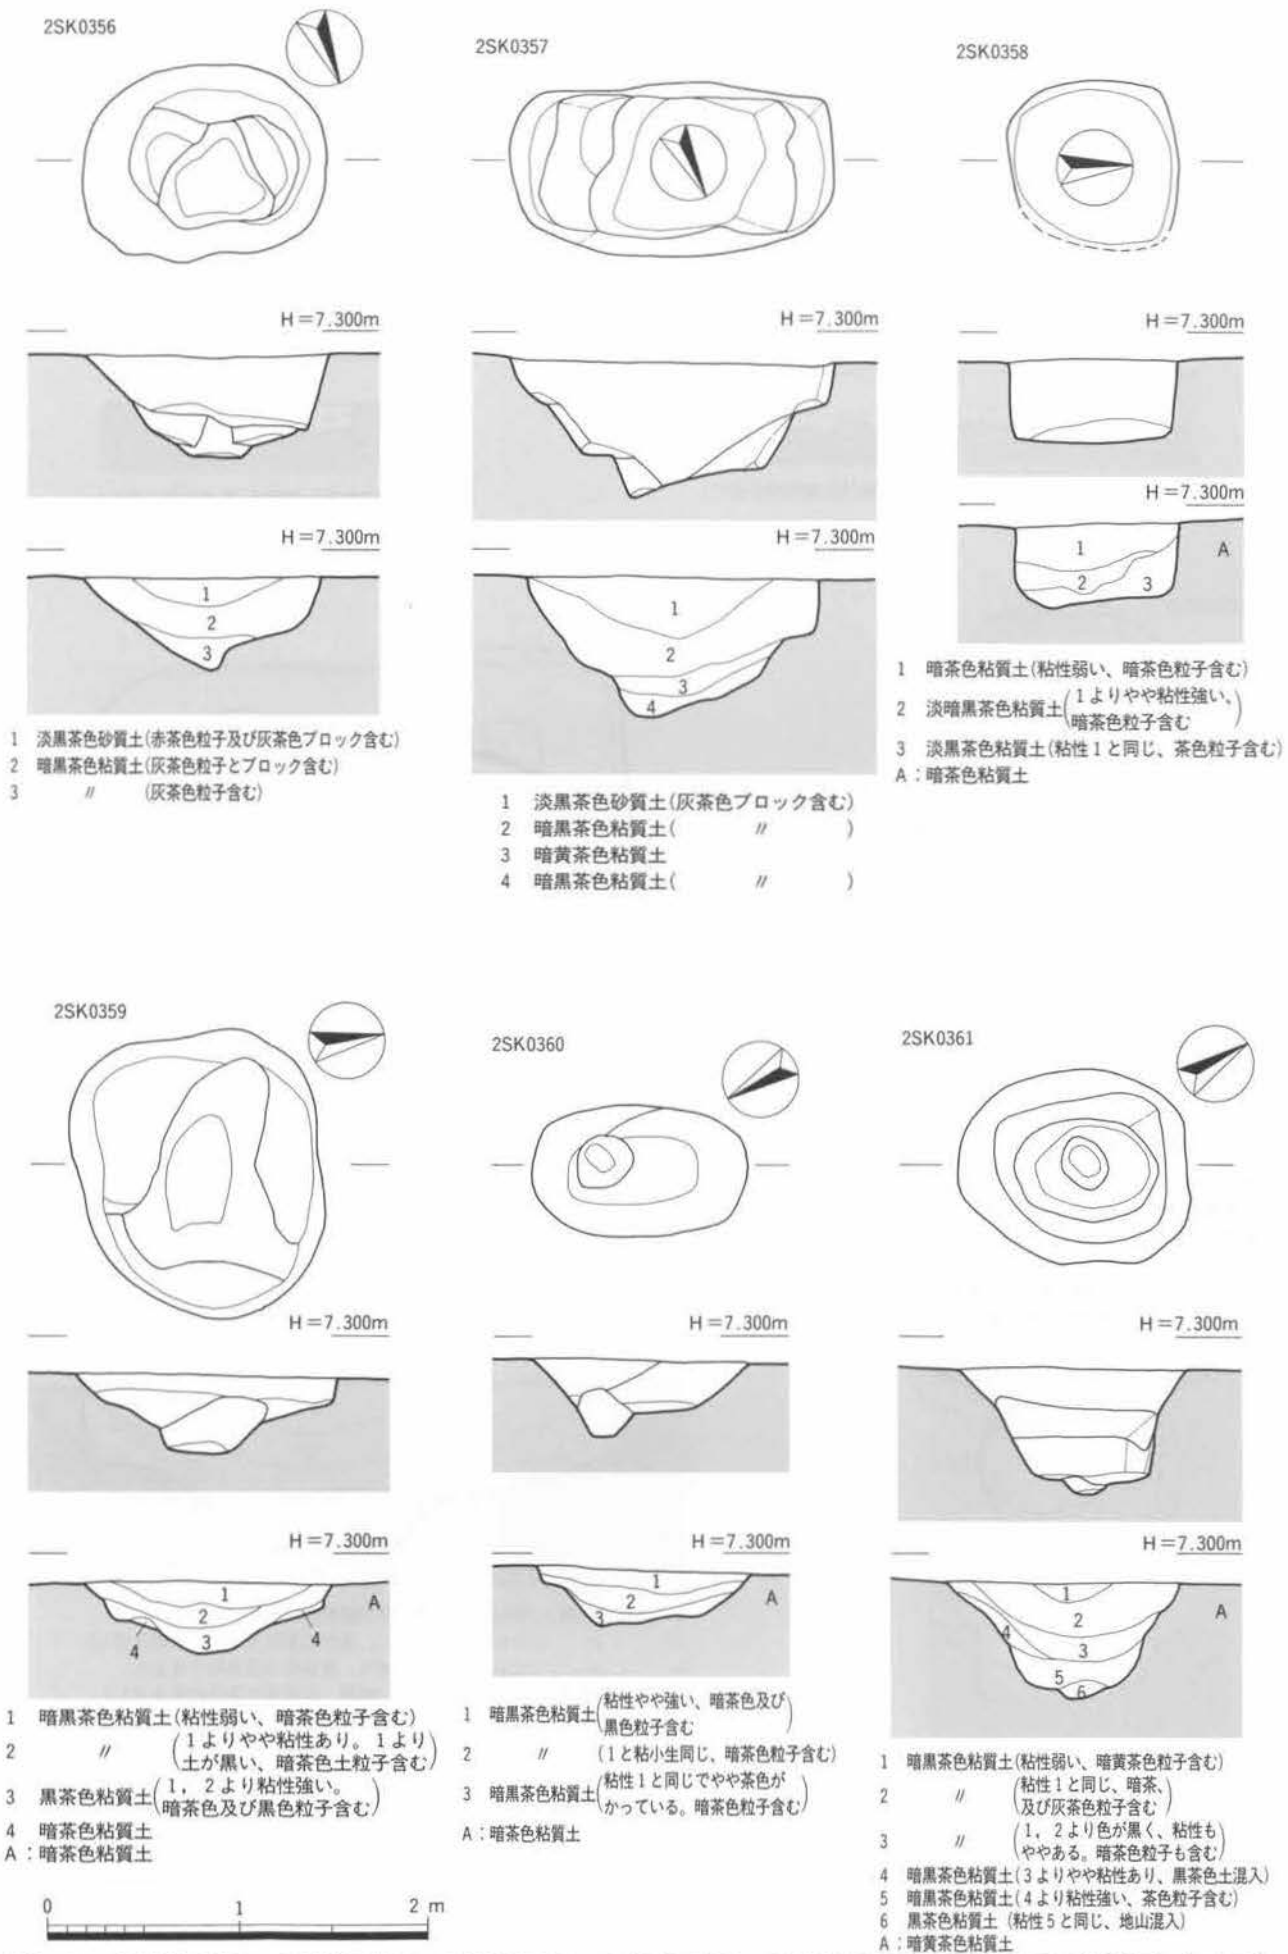 2SK0356
H=7.300m
H=7.300m
1
2
3
1 淡黒茶色砂質土(赤茶色粒子及び灰茶色ブロック含む)
2 暗黒茶色粘質土(灰茶色粒子とブロック含む)
3 〃 (灰茶色粒子含む)
2SK0357
H=7.300m
H=7.300m
1
2
3
4
1 淡黒茶色砂質土(灰茶色ブロック含む)
2 暗黒茶色粘質土( 〃 )
3 暗黄茶色粘質土
4 暗黒茶色粘質土( 〃 )
2SK0358
H=7.300m
H=7.300m
1 A
2 3
1 暗茶色粘質土(粘性弱い、暗茶色粒子含む)
2 淡暗黒茶色粘質土(1よりやや粘性強い、
暗茶色粒子含む)
3 淡黒茶色粘質土(粘性1と同じ、茶色粒子含む)
A:暗茶色粘質土
2SK0359
H=7.300m
H=7.300m
1 A
2
3
4 4
1 暗黒茶色粘質土(粘性弱い、暗茶色粒子含む)
2 〃 (1よりやや粘性あり。1より
土が黒い、暗茶色土粒子含む)
3 黒茶色粘質土(1,2より粘性強い。
暗茶色及び黒色粒子含む)
4 暗茶色粘質土
A:暗茶色粘質土
2SK0360
H=7.300m
H=7.300m
1 A
2
3
1 暗黒茶色粘質土(粘性やや強い、暗茶色及び
黒色粒子含む)
2 〃 (1と粘小生同じ、暗茶色粒子含む)
3 暗黒茶色粘質土(粘性1と同じでやや茶色が
かっている。暗茶色粒子含む)
A:暗茶色粘質土
2SK0361
H=7.300m
H=7.300m
1
2 A
4 3
5
6
1 暗黒茶色粘質土(粘性弱い、暗黄茶色粒子含む)
2 〃 (粘性1と同じ、暗茶、
及び灰茶色粒子含む)
3 〃 (1,2より色が黒く、粘性も
ややある。暗茶色粒子も含む)
4 暗黒茶色粘質土(3よりやや粘性あり、黒茶色土混入)
5 暗黒茶色粘質土(4より粘性強い、茶色粒子含む)
6 黒茶色粘質土 (粘性5と同じ、地山混入)
A:暗黄茶色粘質土
0 1 2 m